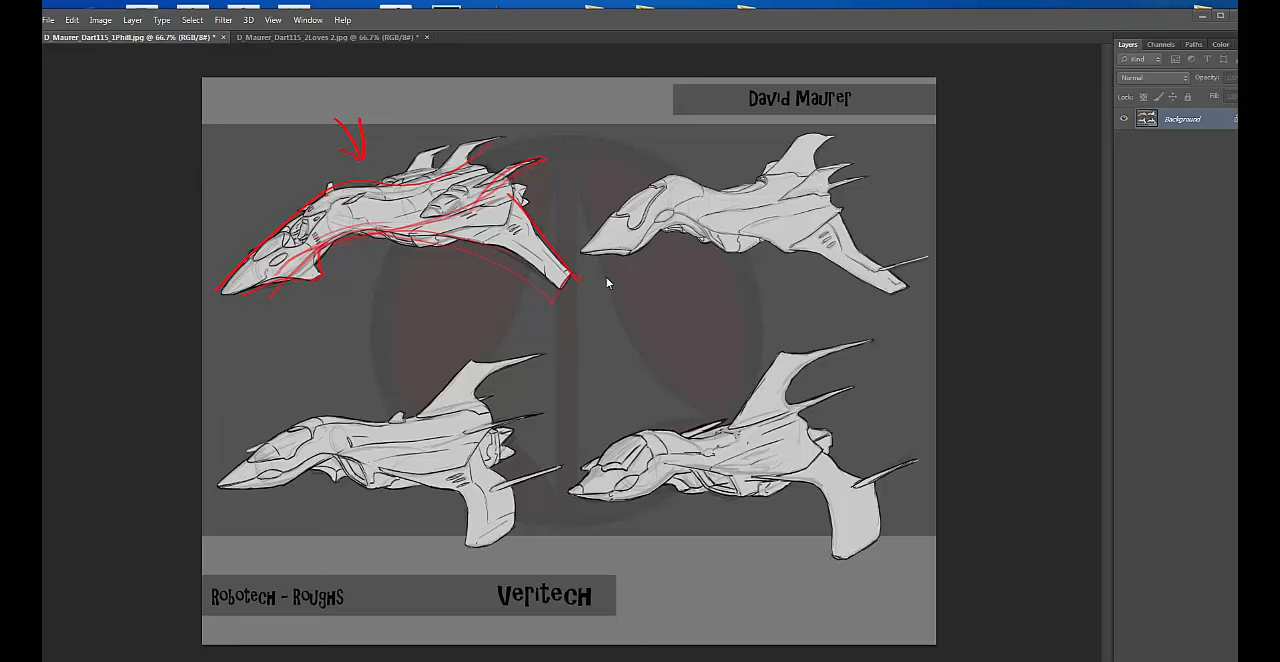 File Edit Image Layer Type Select Filter 3D View Window Help
D_Maurer_Dart115_1Phill.jpg @ 66.7% (RGB/8#) * × D_Maurer_Dart115_2Loves 2.jpg @ 66.7% (RGB/8#) * ×
Layers Channels Paths Color
Kind
Normal Opacity:
Lock: Fill:
Background
David Maurer
Robotech - Roughs Veritech